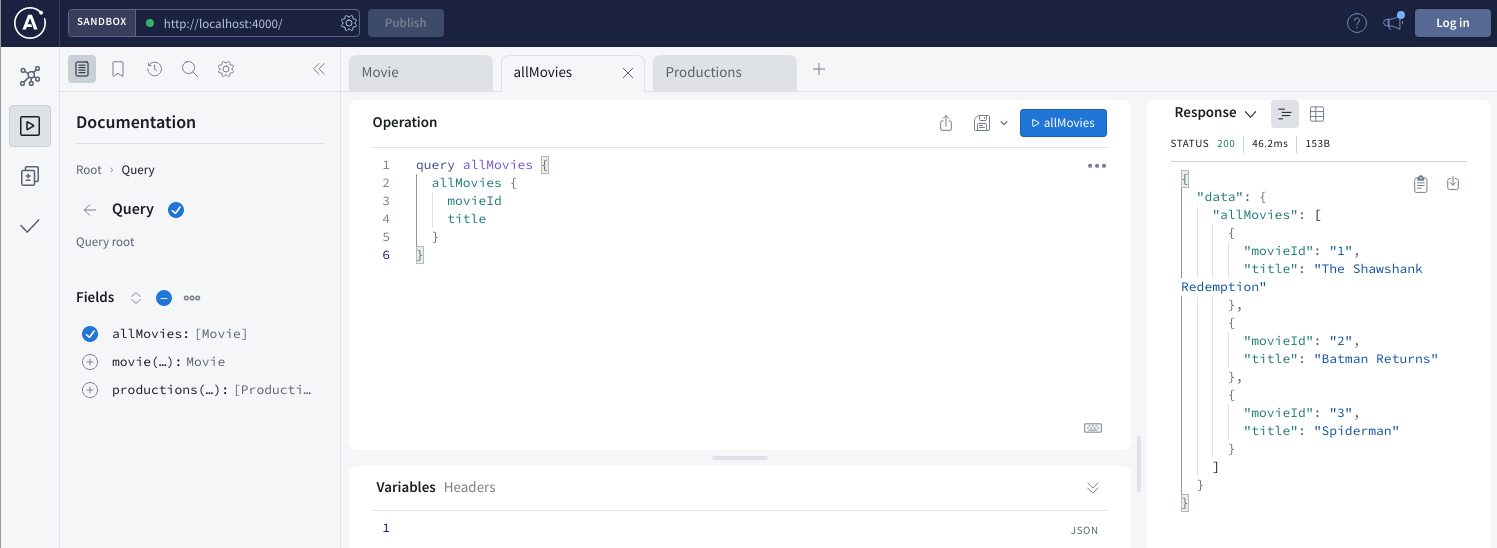 SANDBOX http://localhost:4000/ Publish Log in
Movie allMovies Productions
Documentation
Root › Query
Query
Query root
Fields
allMovies: [Movie]
movie(…): Movie
productions(…): [Producti…
Operation allMovies
1 query allMovies {
2 allMovies {
3 movieId
4 title
5 }
6 }
Variables Headers
1 JSON
Response
STATUS 200 46.2ms 153B
{
"data": {
"allMovies": [
{
"movieId": "1",
"title": "The Shawshank
Redemption"
},
{
"movieId": "2",
"title": "Batman Returns"
},
{
"movieId": "3",
"title": "Spiderman"
}
]
}
}